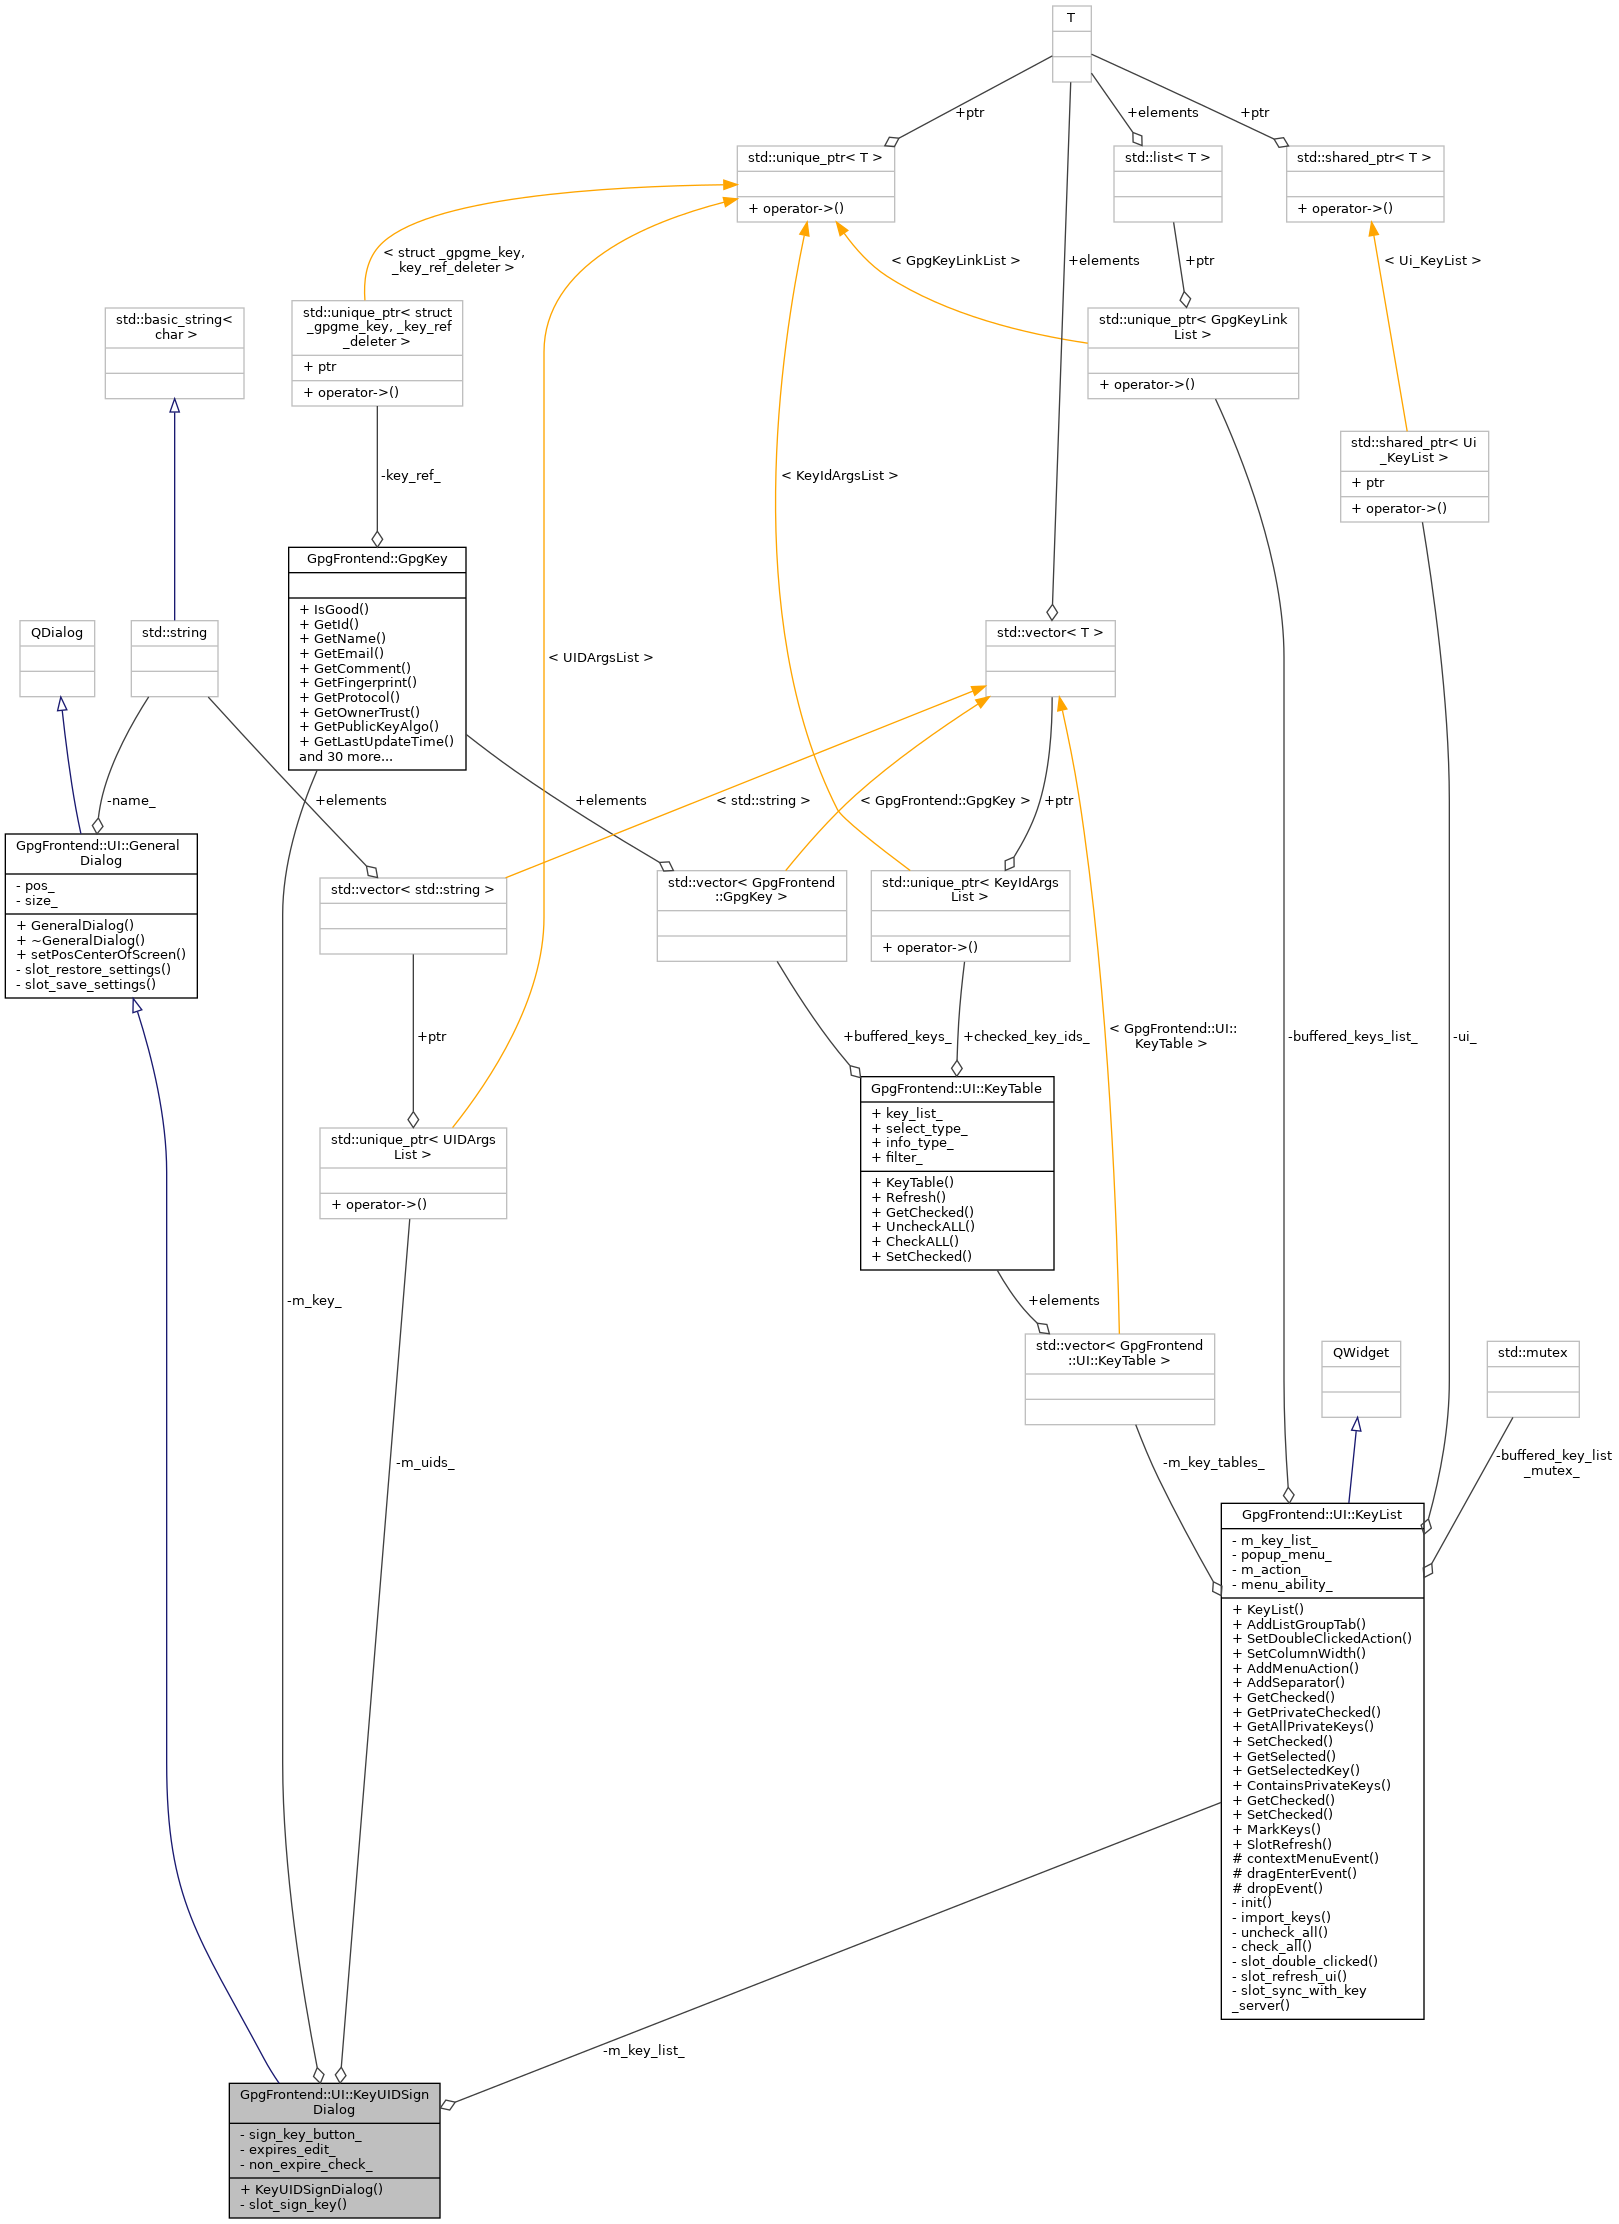 T
+ptr
+elements
+ptr
std::unique_ptr< T >
+ operator->()
std::list< T >
std::shared_ptr< T >
+ operator->()
< struct _gpgme_key,
_key_ref_deleter >
< GpgKeyLinkList >
+elements
+ptr
< Ui_KeyList >
std::basic_string<
char >
std::unique_ptr< struct
_gpgme_key, _key_ref
_deleter >
+ ptr
+ operator->()
std::unique_ptr< GpgKeyLink
List >
+ operator->()
std::shared_ptr< Ui
_KeyList >
+ ptr
+ operator->()
-key_ref_
< KeyIdArgsList >
GpgFrontend::GpgKey
+ IsGood()
+ GetId()
+ GetName()
+ GetEmail()
+ GetComment()
+ GetFingerprint()
+ GetProtocol()
+ GetOwnerTrust()
+ GetPublicKeyAlgo()
+ GetLastUpdateTime()
and 30 more...
QDialog
std::string
< UIDArgsList >
std::vector< T >
-name_
+elements
+elements
< std::string >
< GpgFrontend::GpgKey >
+ptr
GpgFrontend::UI::General
Dialog
- pos_
- size_
+ GeneralDialog()
+ ~GeneralDialog()
+ setPosCenterOfScreen()
- slot_restore_settings()
- slot_save_settings()
std::vector< std::string >
std::vector< GpgFrontend
::GpgKey >
std::unique_ptr< KeyIdArgs
List >
+ operator->()
+ptr
+buffered_keys_
+checked_key_ids_
< GpgFrontend::UI::
KeyTable >
-buffered_keys_list_
-ui_
std::unique_ptr< UIDArgs
List >
+ operator->()
GpgFrontend::UI::KeyTable
+ key_list_
+ select_type_
+ info_type_
+ filter_
+ KeyTable()
+ Refresh()
+ GetChecked()
+ UncheckALL()
+ CheckALL()
+ SetChecked()
-m_key_
+elements
std::vector< GpgFrontend
::UI::KeyTable >
QWidget
std::mutex
-m_uids_
-m_key_tables_
-buffered_key_list
_mutex_
GpgFrontend::UI::KeyList
- m_key_list_
- popup_menu_
- m_action_
- menu_ability_
+ KeyList()
+ AddListGroupTab()
+ SetDoubleClickedAction()
+ SetColumnWidth()
+ AddMenuAction()
+ AddSeparator()
+ GetChecked()
+ GetPrivateChecked()
+ GetAllPrivateKeys()
+ SetChecked()
+ GetSelected()
+ GetSelectedKey()
+ ContainsPrivateKeys()
+ GetChecked()
+ SetChecked()
+ MarkKeys()
+ SlotRefresh()
# contextMenuEvent()
# dragEnterEvent()
# dropEvent()
- init()
- import_keys()
- uncheck_all()
- check_all()
- slot_double_clicked()
- slot_refresh_ui()
- slot_sync_with_key
_server()
-m_key_list_
GpgFrontend::UI::KeyUIDSign
Dialog
- sign_key_button_
- expires_edit_
- non_expire_check_
+ KeyUIDSignDialog()
- slot_sign_key()